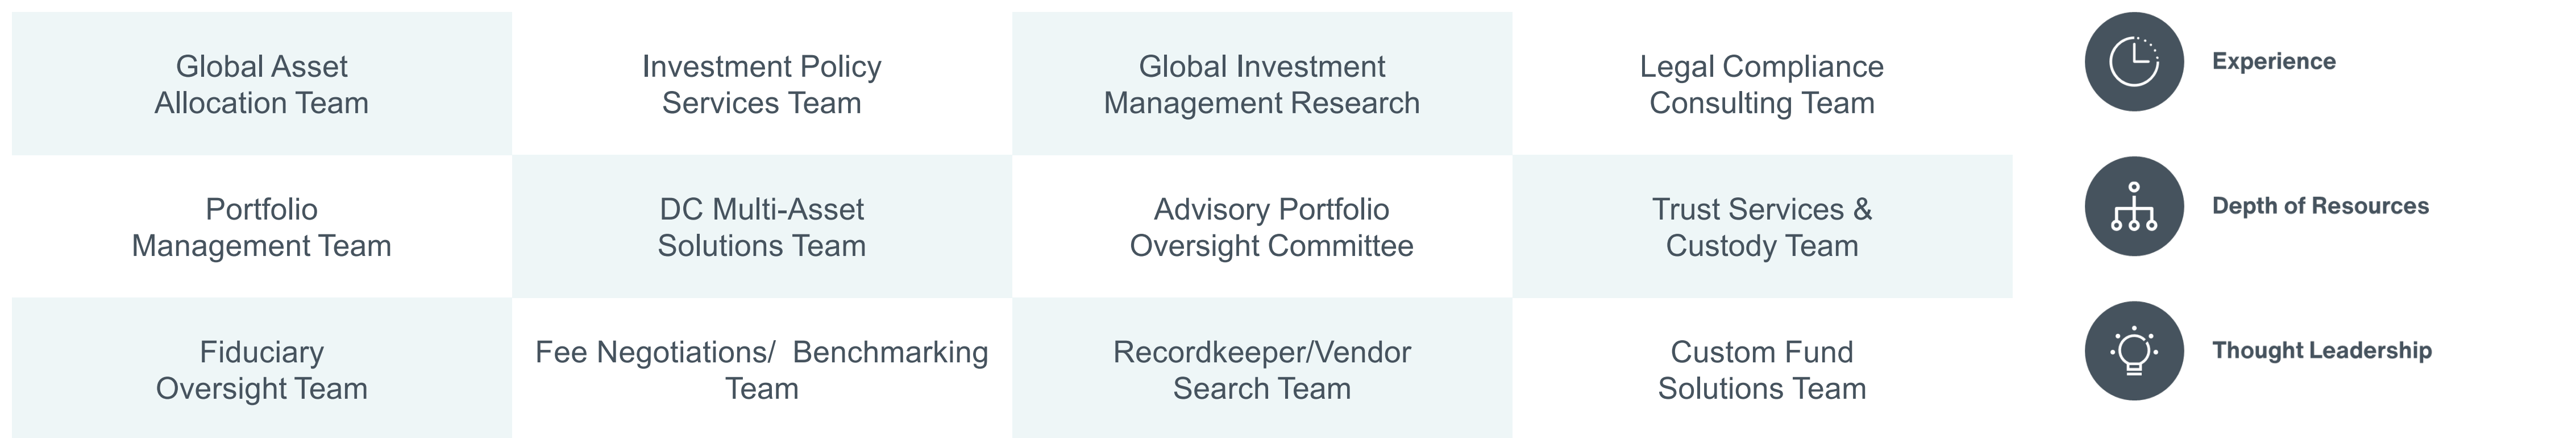 Global Asset
Allocation Team
Investment Policy
Services Team
Global Investment
Management Research
Legal Compliance
Consulting Team
Portfolio
Management Team
DC Multi-Asset
Solutions Team
Advisory Portfolio
Oversight Committee
Trust Services &
Custody Team
Fiduciary
Oversight Team
Fee Negotiations/  Benchmarking
Team
Recordkeeper/Vendor
Search Team
Custom Fund
Solutions Team
Experience
Depth of Resources
Thought Leadership